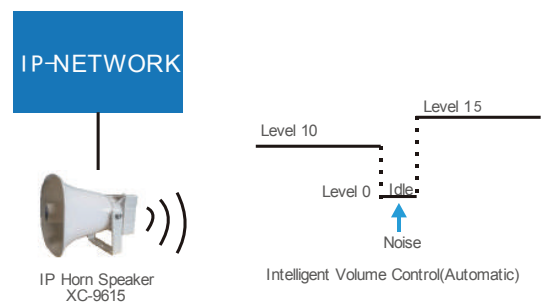 IP-NETWORK
IP Horn Speaker
XC-9615
Level 10
Level 15
Level 0
Idle
Noise
Intelligent Volume Control(Automatic)